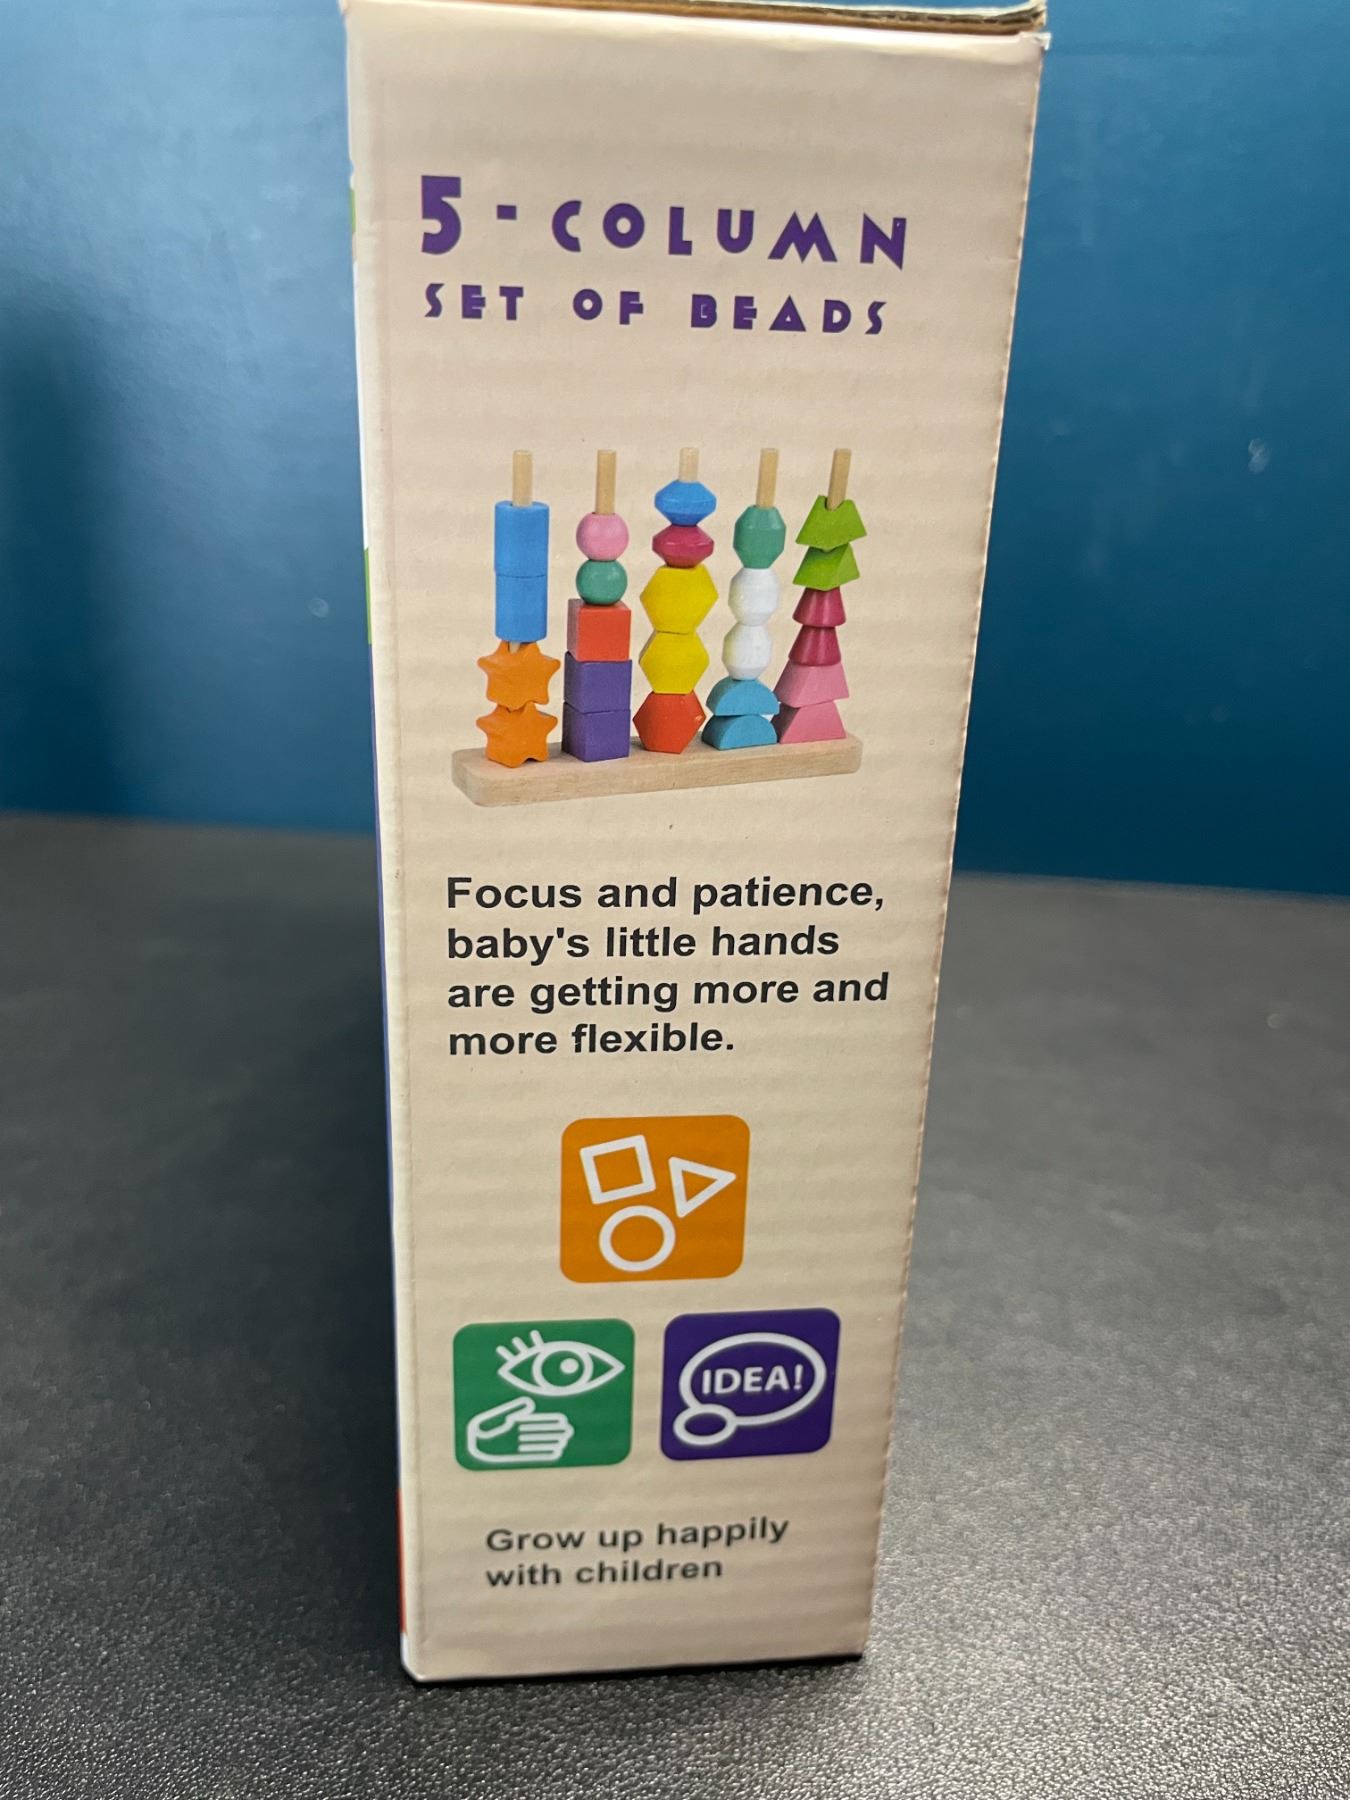 5-COLUMN
SET OF BEADS
Focus and patience,
baby's little hands
are getting more and
more flexible.
IDEA!
Grow up happily
with children